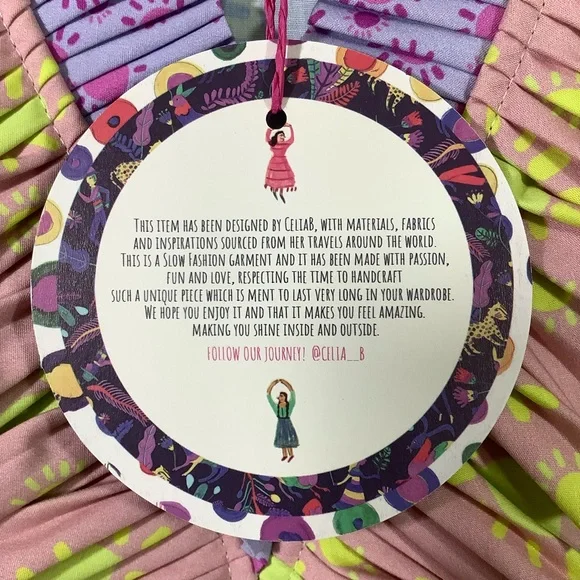 This item has been designed by CeliaB, with materials, fabrics
and inspirations sourced from her travels around the world.
This is a Slow Fashion garment and it has been made with passion,
fun and love, respecting the time to handcraft
such a unique piece which is ment to last very long in your wardrobe.
We hope you enjoy it and that it makes you feel amazing.
making you shine inside and outside.
Follow our journey! @celia__b